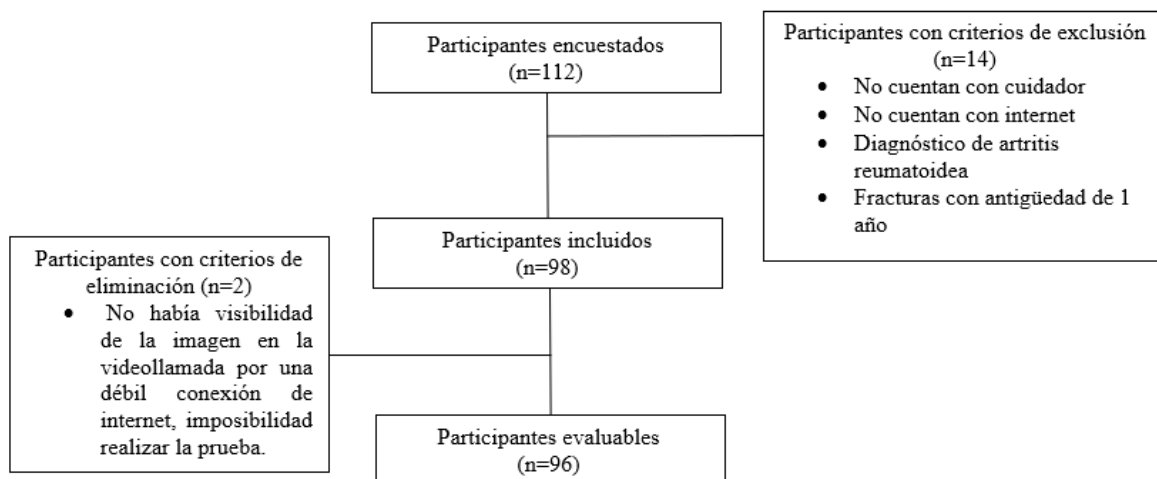 Participantes encuestados
(n=112)
Participantes con criterios de exclusión
(n=14)
• No cuentan con cuidador
• No cuentan con internet
• Diagnóstico de artritis
reumatoidea
• Fracturas con antigüedad de 1
año
Participantes incluidos
(n=98)
Participantes con criterios de
eliminación (n=2)
• No había visibilidad
de la imagen en la
videollamada por una
débil conexión de
internet, imposibilidad
realizar la prueba.
Participantes evaluables
(n=96)